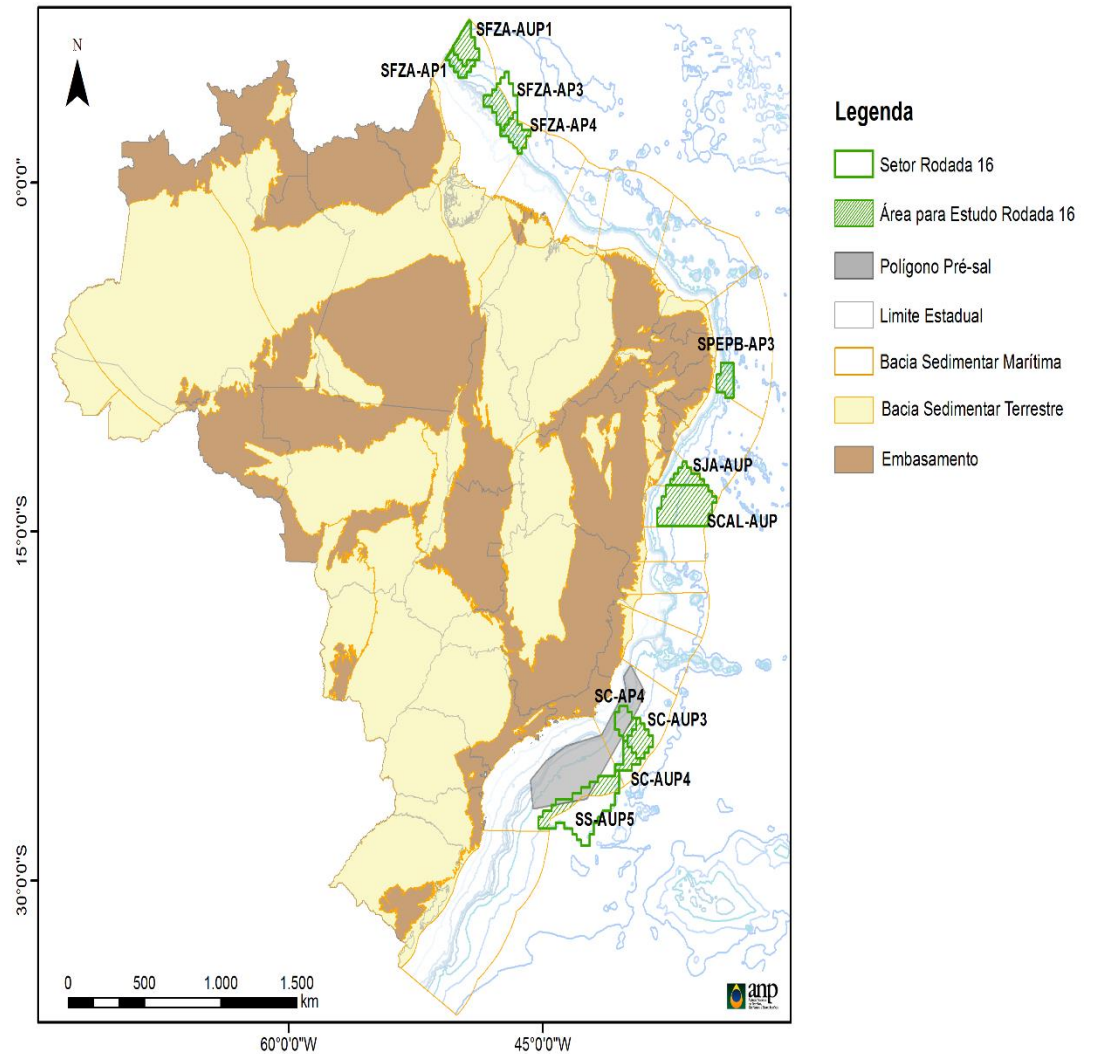 N
SFZA-AUP1
SFZA-AP1
SFZA-AP3
SFZA-AP4
SPEPB-AP3
SJA-AUP
SCAL-AUP
SC-AP4
SC-AUP3
SC-AUP4
SS-AUP5
0°0'0"
15°0'0"S
30°0'0"S
60°0'0"W
45°0'0"W
0 500 1.000 1.500
km
anp
Legenda
Setor Rodada 16
Área para Estudo Rodada 16
Polígono Pré-sal
Limite Estadual
Bacia Sedimentar Marítima
Bacia Sedimentar Terrestre
Embasamento